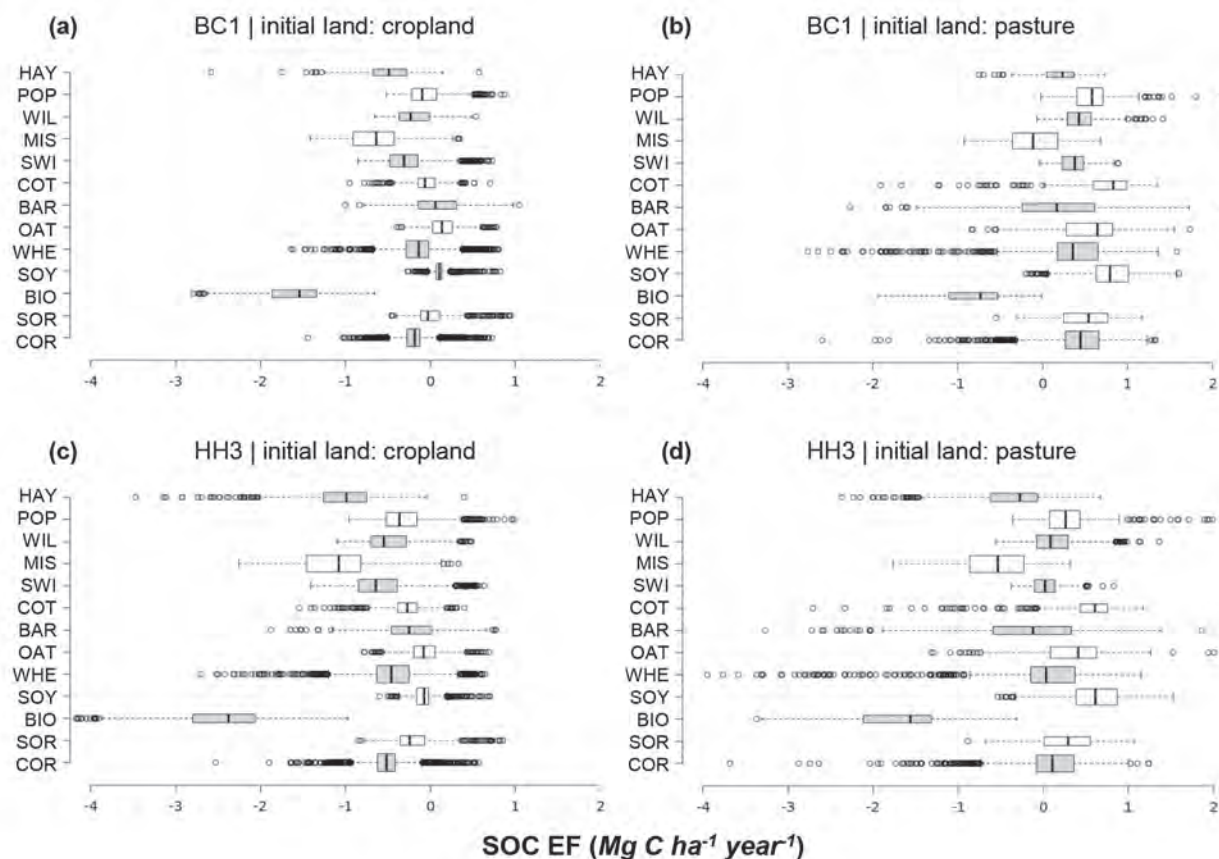 (a) BC1 | initial land: cropland
HAY
POP
WIL
MIS
SWI
COT
BAR
OAT
WHE
SOY
BIO
SOR
COR
-4 -3 -2 -1 0 1 2
(b) BC1 | initial land: pasture
HAY
POP
WIL
MIS
SWI
COT
BAR
OAT
WHE
SOY
BIO
SOR
COR
-4 -3 -2 -1 0 1 2
(c) HH3 | initial land: cropland
HAY
POP
WIL
MIS
SWI
COT
BAR
OAT
WHE
SOY
BIO
SOR
COR
-4 -3 -2 -1 0 1 2
(d) HH3 | initial land: pasture
HAY
POP
WIL
MIS
SWI
COT
BAR
OAT
WHE
SOY
BIO
SOR
COR
-4 -3 -2 -1 0 1 2
SOC EF (Mg C ha⁻¹ year⁻¹)